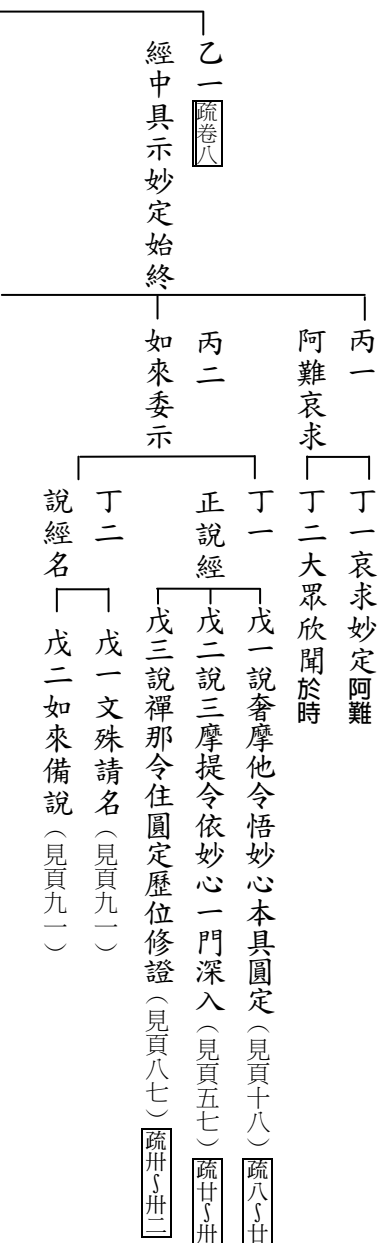 乙一 疏卷八
經中具示妙定始終
丙一
阿難哀求
丁一哀求妙定阿難
丁二大眾欣聞於時
丙二
如來委示
丁一
正說經
戊一說奢摩他令悟妙心本具圓定（見頁十八） 疏八~廿
戊二說三摩提令依妙心一門深入（見頁五七） 疏廿~卅
戊三說禪那令住圓定歷位修證（見頁八七） 疏卅~卅二
丁二
說經名
戊一文殊請名（見頁九一）
戊二如來備說（見頁九一）